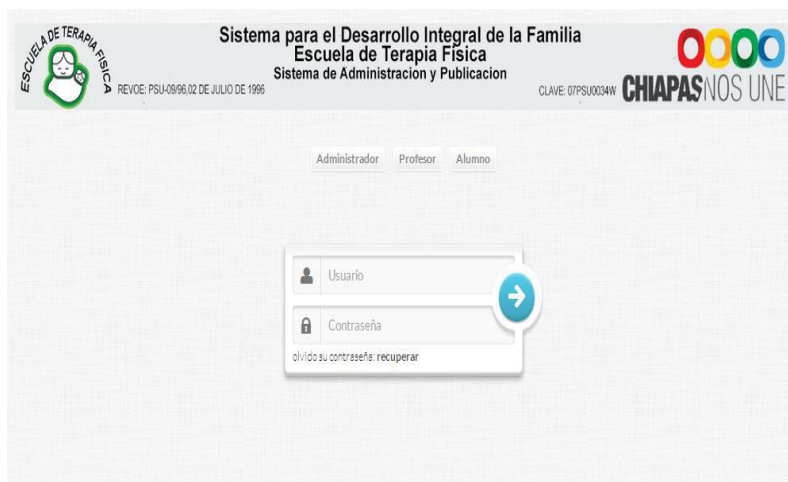 ESCUELA DE TERAPIA FISICA
Sistema para el Desarrollo Integral de la Familia
Escuela de Terapia Fisica
Sistema de Administracion y Publicacion
REVOE: PSU-09/96,02 DE JULIO DE 1996
CLAVE: 07PSU0034W
CHIAPASNOS UNE
Administrador Profesor Alumno
Usuario
Contraseña
olvido su contraseña: recuperar